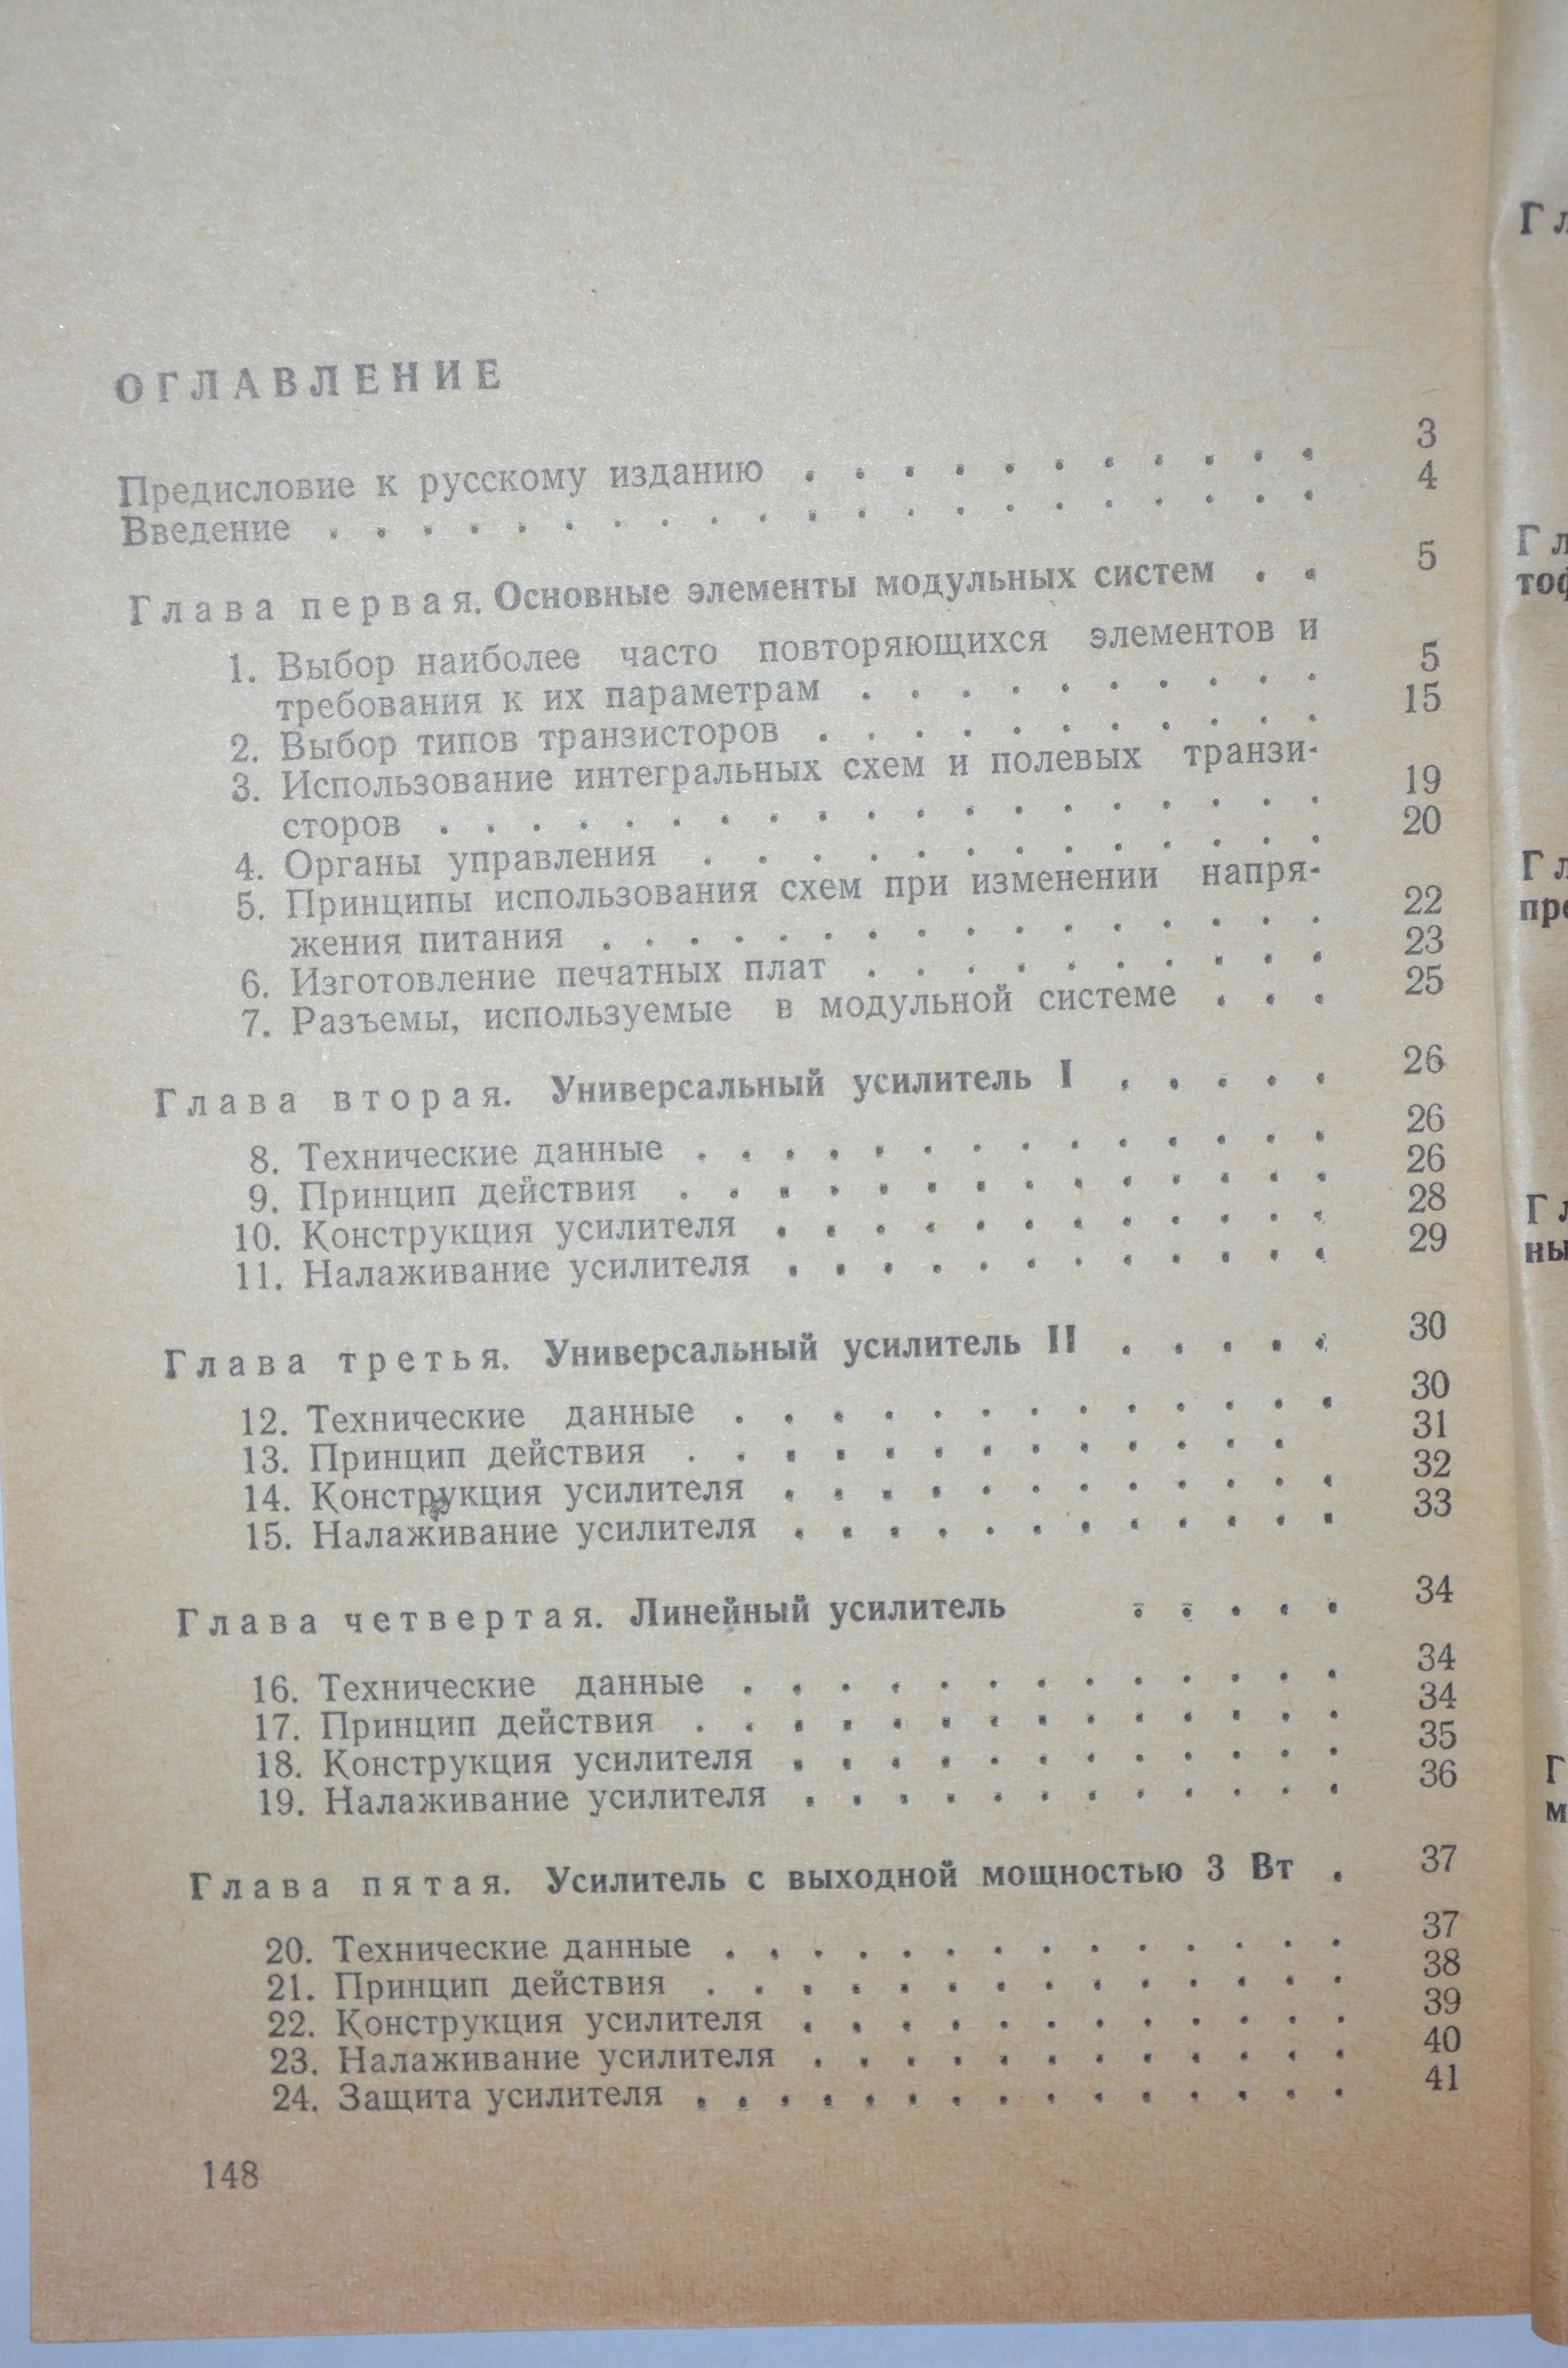 ОГЛАВЛЕНИЕ
Предисловие к русскому изданию . . . . . . . . . . . 3
Введение . . . . . . . . . . . . . . . . . . . . . 4
Глава первая. Основные элементы модульных систем . . 5
1. Выбор наиболее часто повторяющихся элементов и
требования к их параметрам . . . . . . . . . . 5
2. Выбор типов транзисторов . . . . . . . . . . . 15
3. Использование интегральных схем и полевых транзи-
сторов . . . . . . . . . . . . . . . . . . . 19
4. Органы управления . . . . . . . . . . . . 20
5. Принципы использования схем при изменении напря-
жения питания . . . . . . . . . . . . . . . 22
6. Изготовление печатных плат . . . . . . . . . . 23
7. Разъемы, используемые в модульной системе . . . 25
Глава вторая. Универсальный усилитель I . . . . . 26
8. Технические данные . . . . . . . . . . . . . . 26
9. Принцип действия . . . . . . . . . . . . . . 26
10. Конструкция усилителя . . . . . . . . . . . . 28
11. Налаживание усилителя . . . . . . . . . . . . 29
Глава третья. Универсальный усилитель II . . . . . 30
12. Технические данные . . . . . . . . . . . . . 30
13. Принцип действия . . . . . . . . . . . . . 31
14. Конструкция усилителя . . . . . . . . . . . . 32
15. Налаживание усилителя . . . . . . . . . . . . 33
Глава четвертая. Линейный усилитель . . . . . 34
16. Технические данные . . . . . . . . . . . . . 34
17. Принцип действия . . . . . . . . . . . . . . 34
18. Конструкция усилителя . . . . . . . . . . . . 35
19. Налаживание усилителя . . . . . . . . . . . . 36
Глава пятая. Усилитель с выходной мощностью 3 Вт . 37
20. Технические данные . . . . . . . . . . . . . . . 37
21. Принцип действия . . . . . . . . . . . . . . 38
22. Конструкция усилителя . . . . . . . . . . . . 39
23. Налаживание усилителя . . . . . . . . . . . . 40
24. Защита усилителя . . . . . . . . . . . . . . . . 41
148